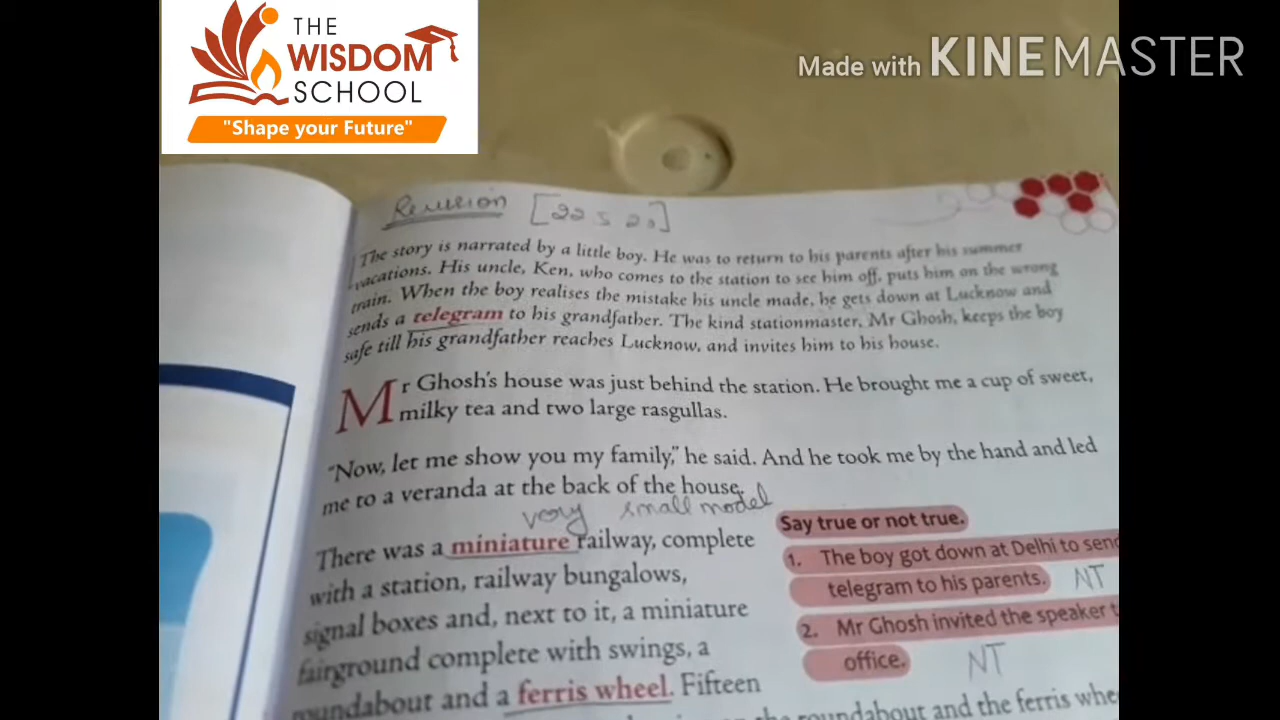 THE
WISDOM
SCHOOL
"Shape your Future"
Made with KINEMASTER
Revision [22 5 20]
The story is narrated by a little boy. He was to return to his parents after his summer
vacations. His uncle, Ken, who comes to the station to see him off, puts him on the wrong
train. When the boy realises the mistake his uncle made, he gets down at Lucknow and
sends a telegram to his grandfather. The kind stationmaster, Mr Ghosh, keeps the boy
safe till his grandfather reaches Lucknow, and invites him to his house.
Mr Ghosh's house was just behind the station. He brought me a cup of sweet,
milky tea and two large rasgullas.
"Now, let me show you my family," he said. And he took me by the hand and led
me to a veranda at the back of the house.
very small model
There was a miniature railway, complete
with a station, railway bungalows,
signal boxes and, next to it, a miniature
fairground complete with swings, a
roundabout and a ferris wheel. Fifteen
Say true or not true.
1. The boy got down at Delhi to send
telegram to his parents. NT
2. Mr Ghosh invited the speaker t
office. NT
roundabout and the ferris whe